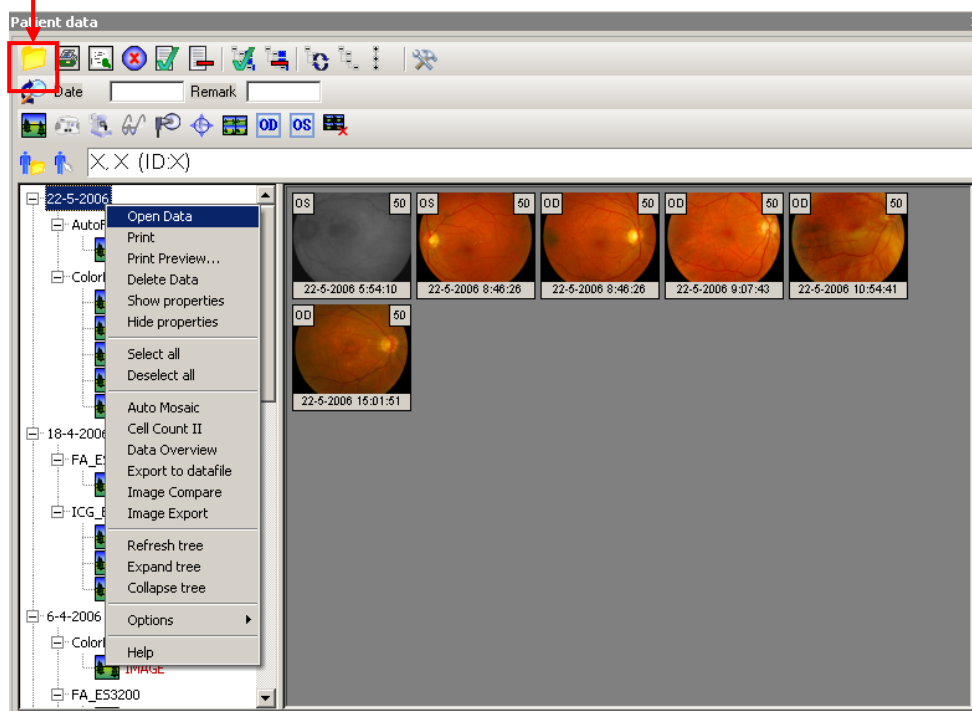 Patient data
Date Remark
OD OS
X, X (ID:X)
22-5-2006
AutoF
Color
18-4-2006
FA_ES
ICG_E
6-4-2006
Color
IMAGE
FA_ES3200
Open Data
Print
Print Preview...
Delete Data
Show properties
Hide properties
Select all
Deselect all
Auto Mosaic
Cell Count II
Data Overview
Export to datafile
Image Compare
Image Export
Refresh tree
Expand tree
Collapse tree
Options
Help
OS 50 OS 50 OD 50 OD 50 OD 50
22-5-2006 5:54:10 22-5-2006 8:46:26 22-5-2006 8:46:26 22-5-2006 9:07:43 22-5-2006 10:54:41
OD 50
22-5-2006 15:01:51